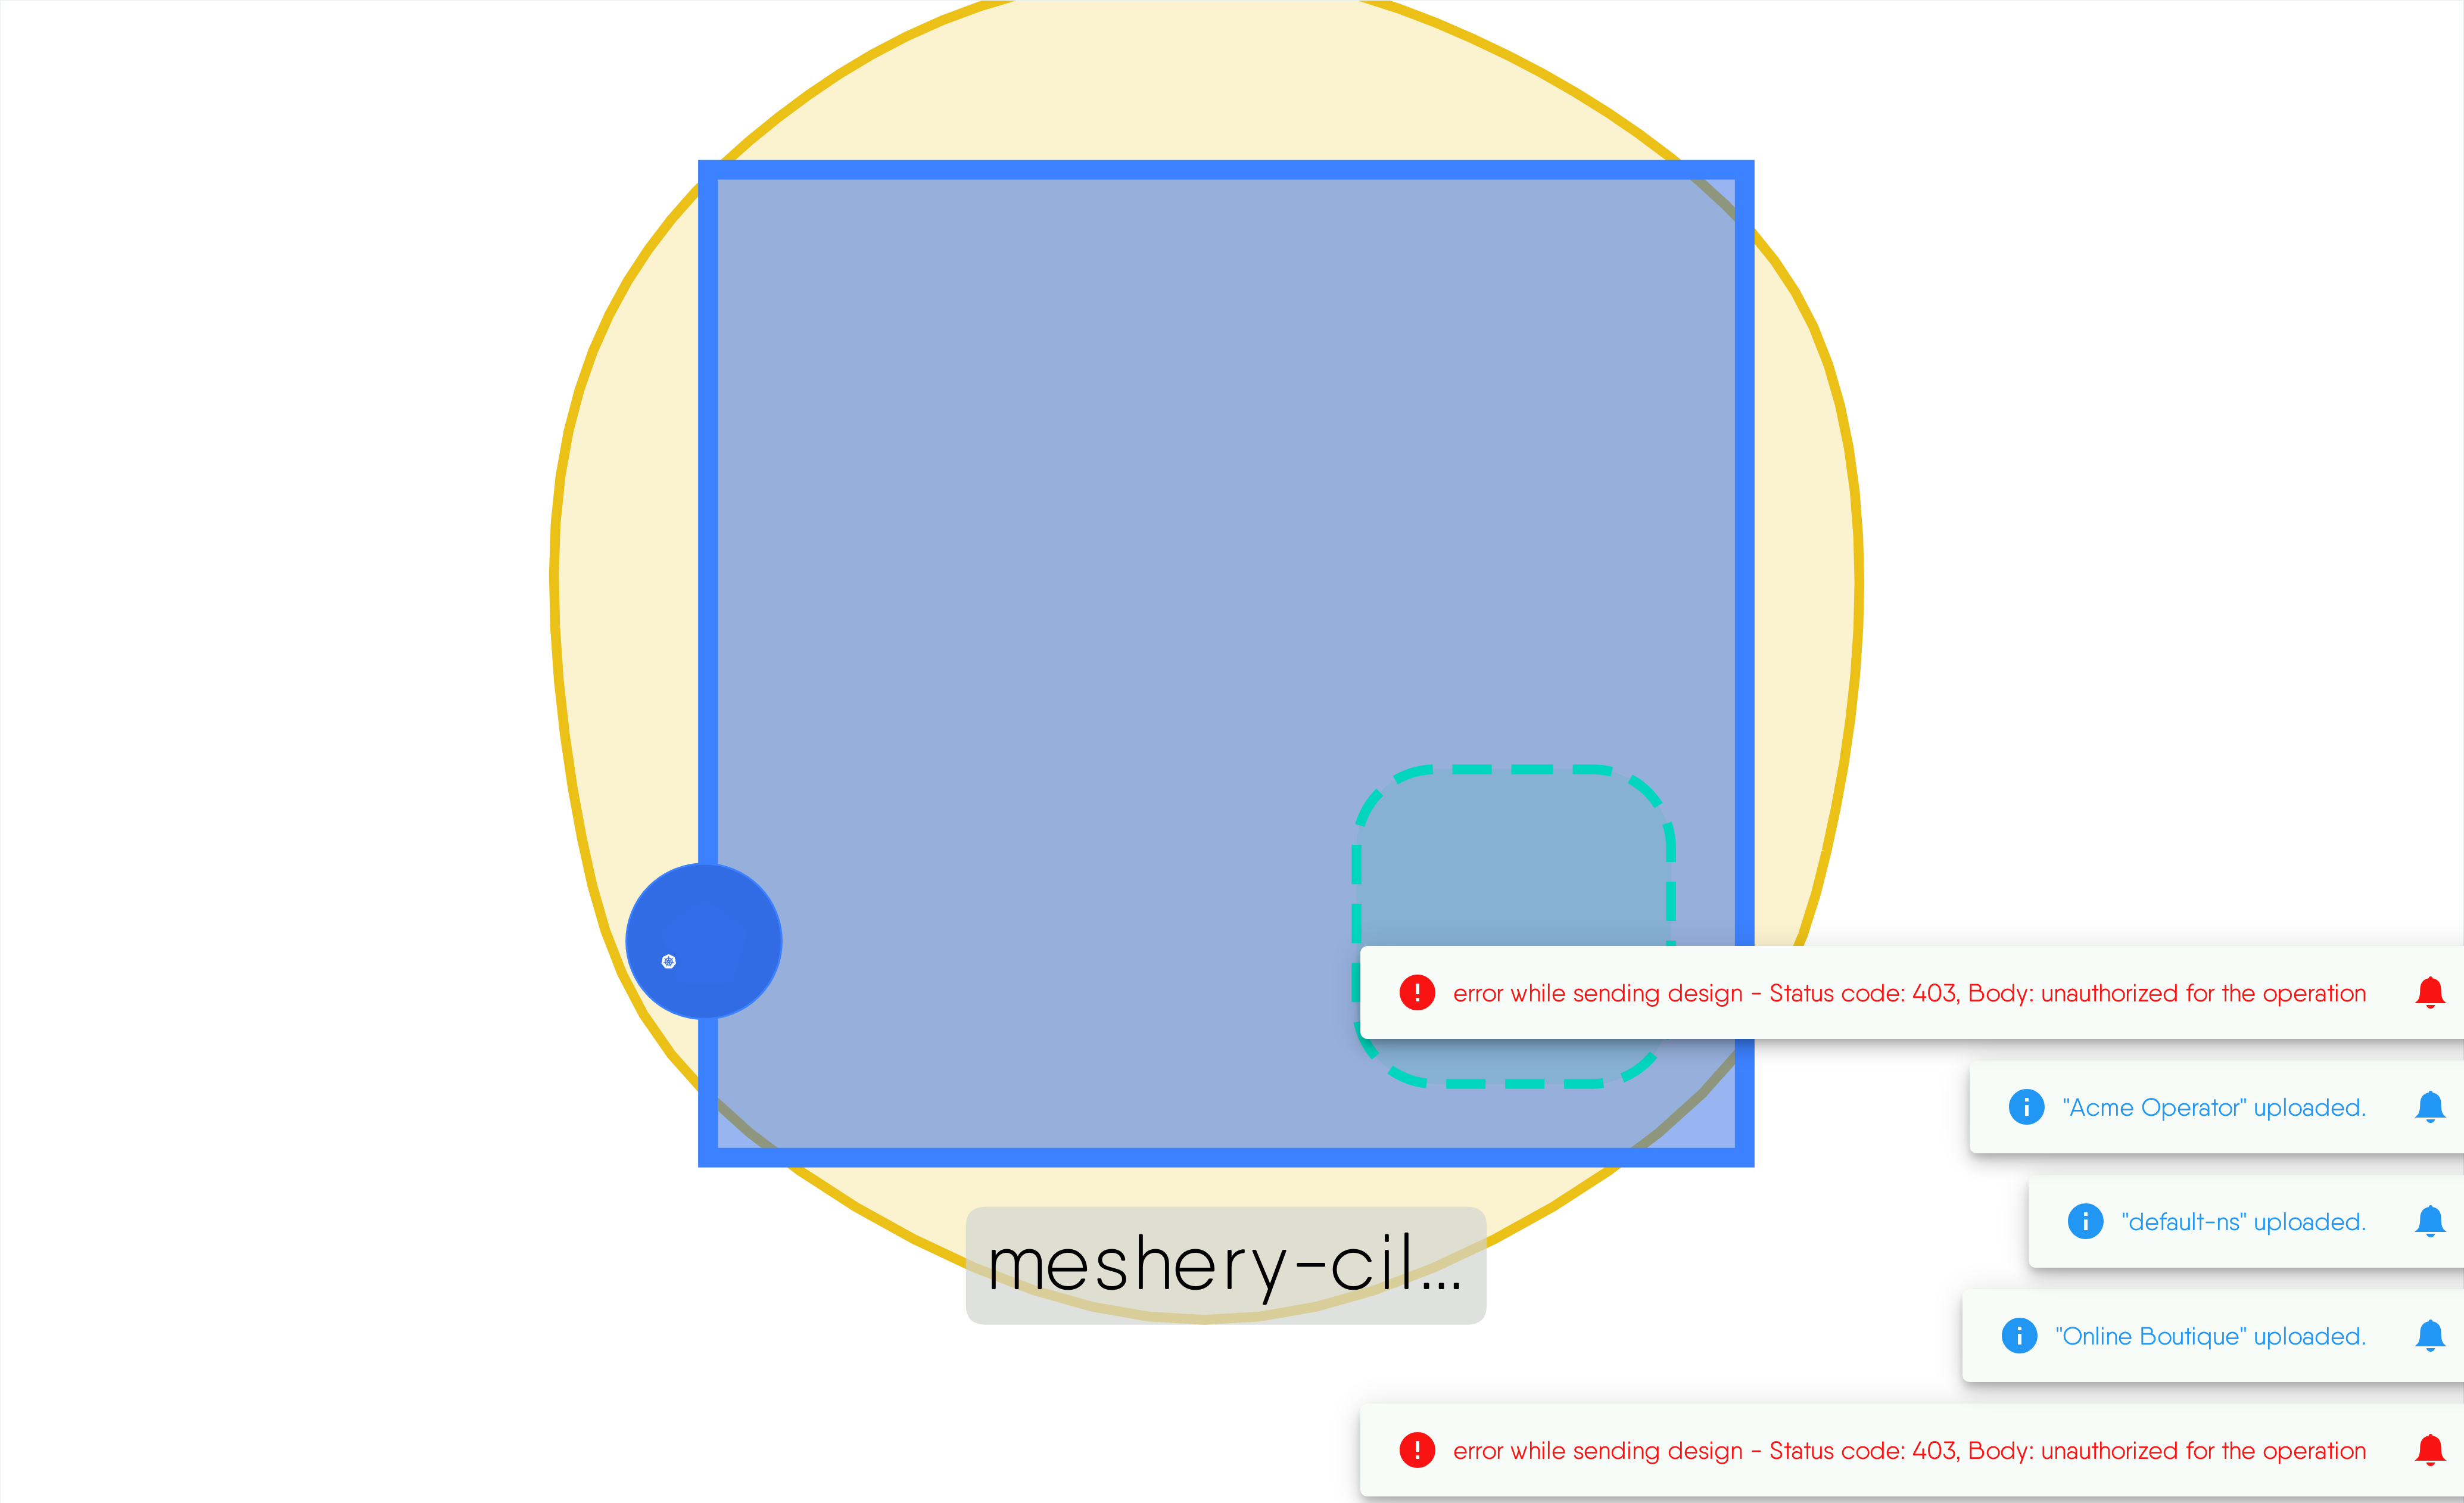 error while sending design - Status code: 403, Body: unauthorized for the operation
"Acme Operator" uploaded.
"default-ns" uploaded.
meshery-cil...
"Online Boutique" uploaded.
error while sending design - Status code: 403, Body: unauthorized for the operation